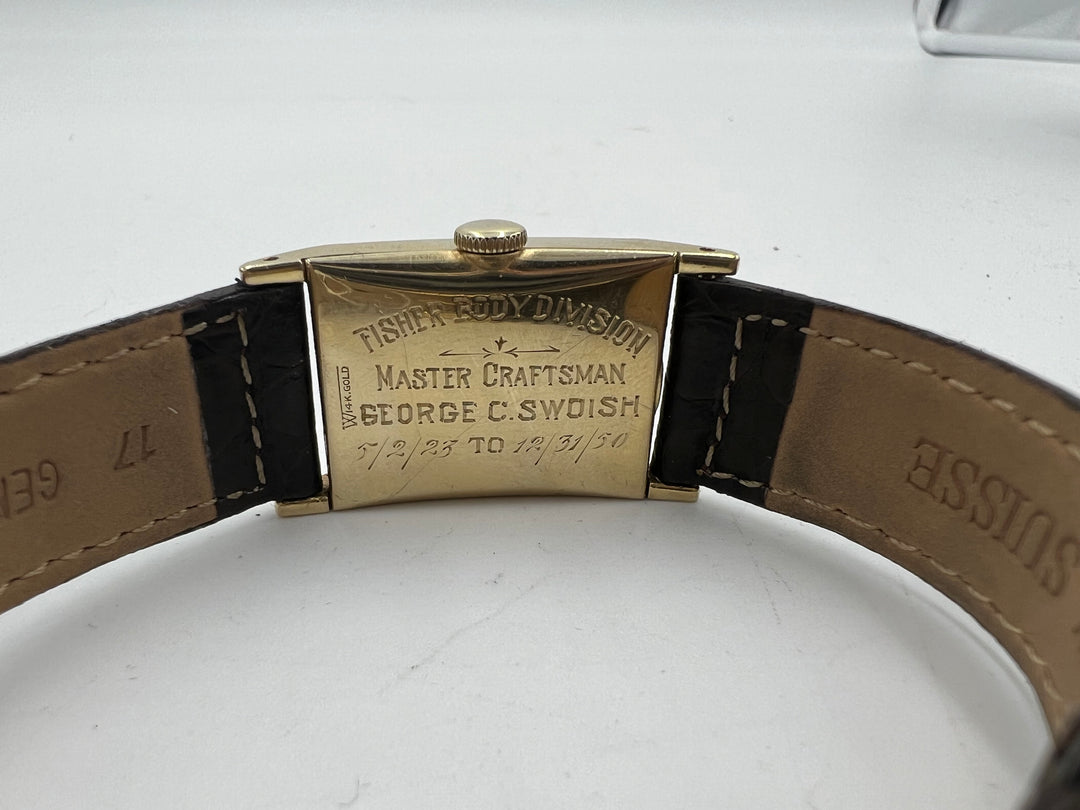 FISHER BODY DIVISION
MASTER CRAFTSMAN
GEORGE C. SWOISH
5/2/23 TO 12/31/50
W 14K.GOLD
17
GEN
SUISSE